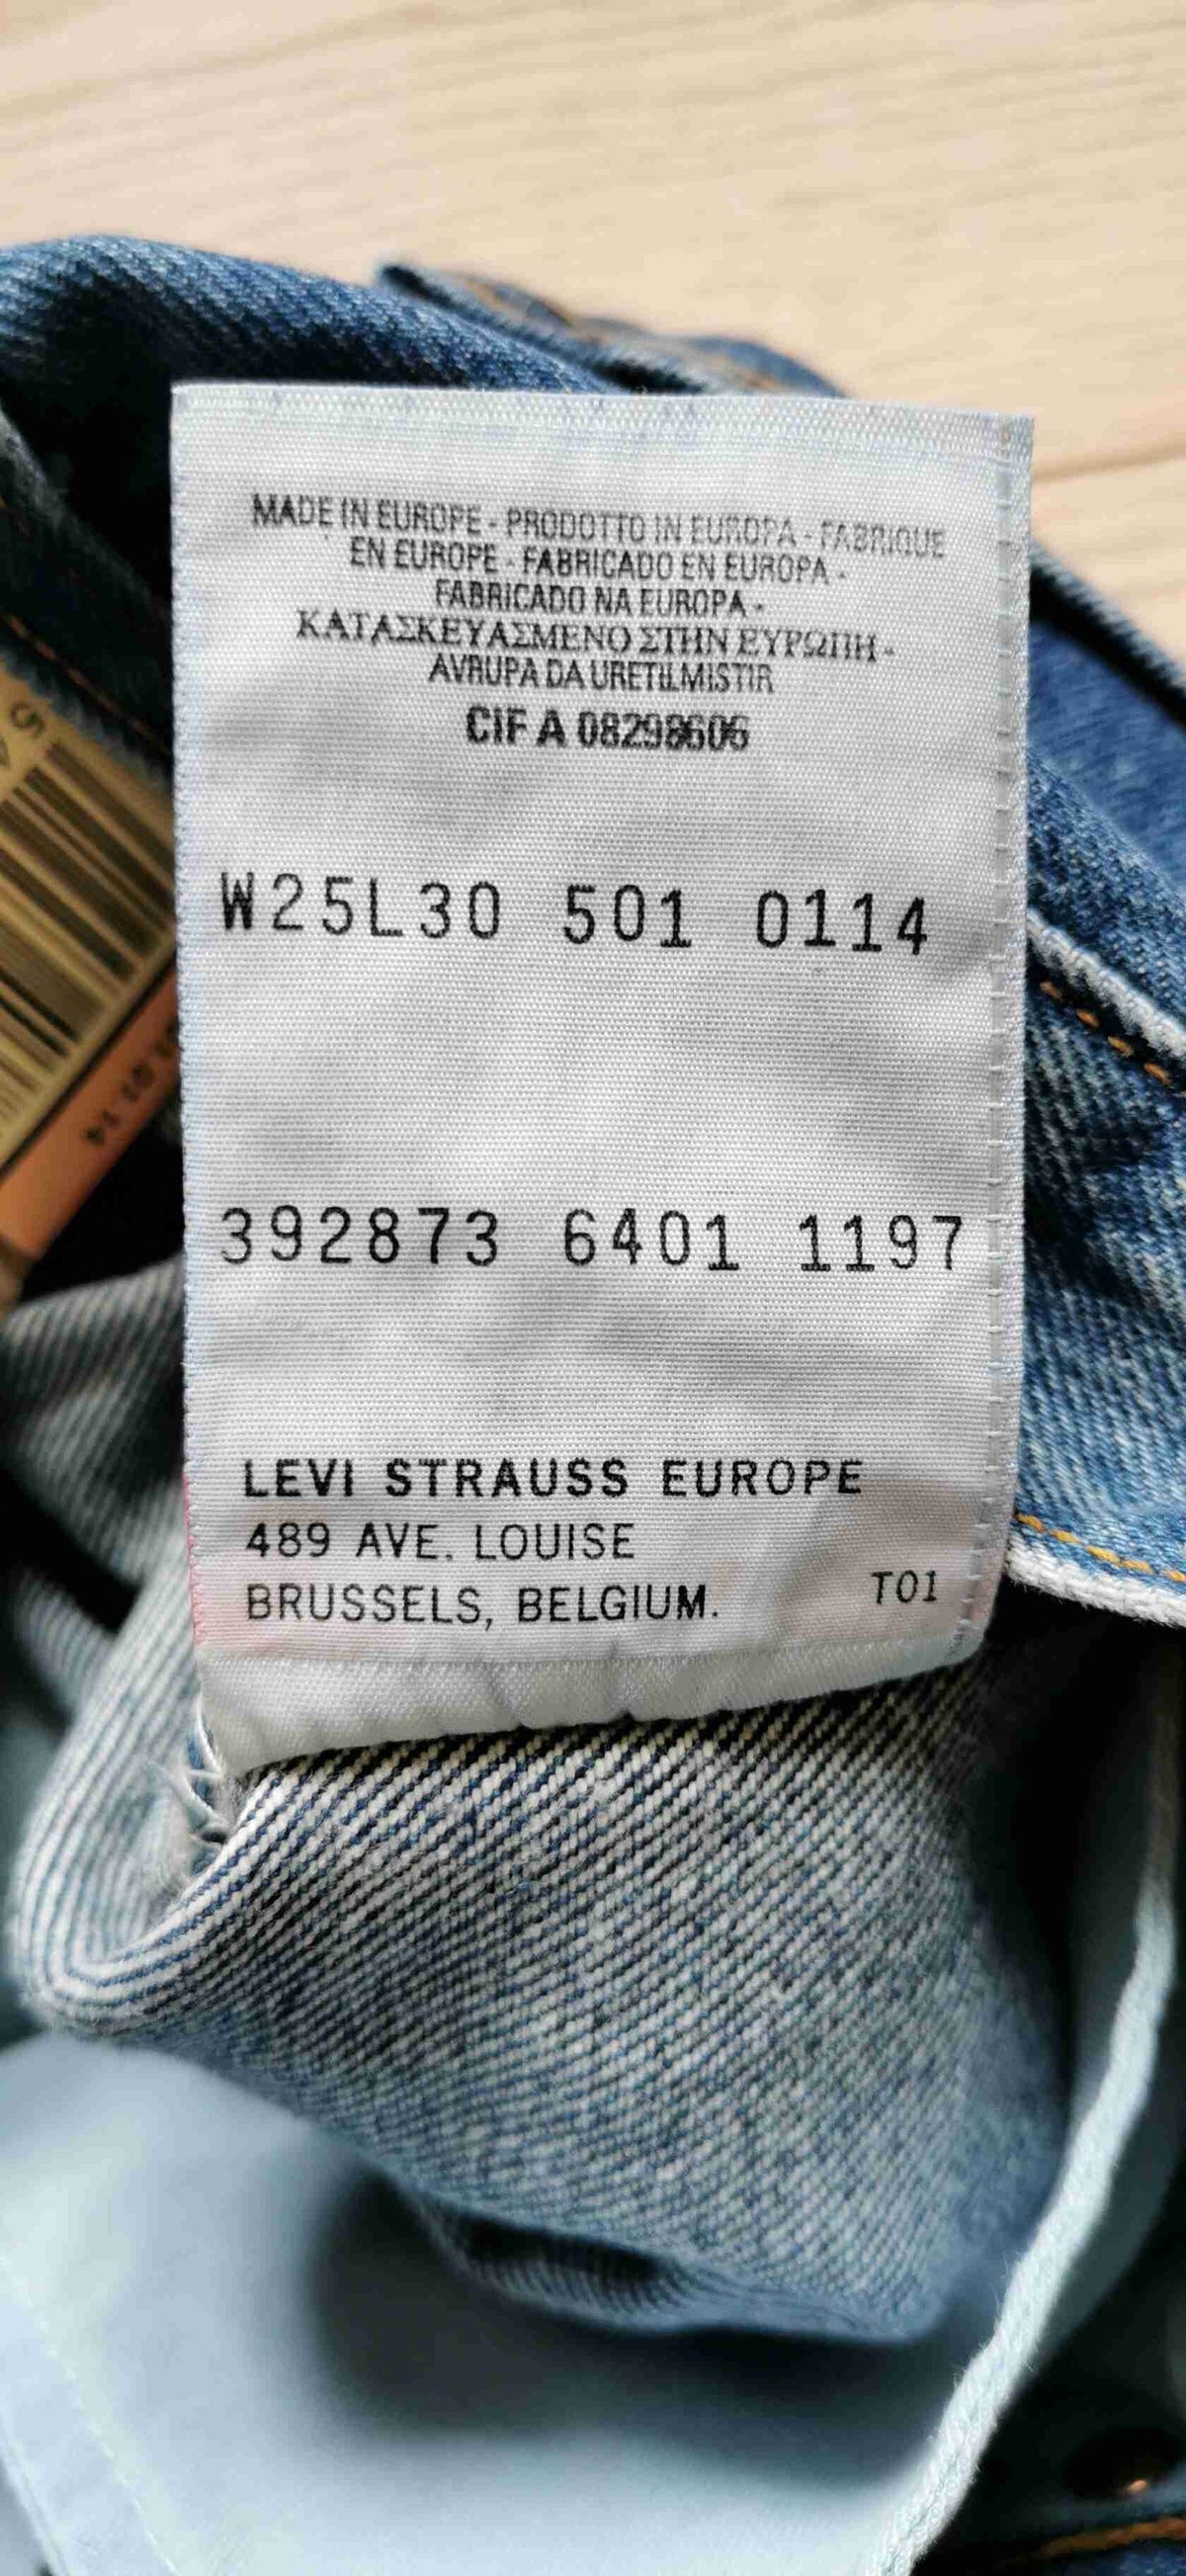 MADE IN EUROPE - PRODOTTO IN EUROPA - FABRIQUE
EN EUROPE - FABRICADO EN EUROPA -
FABRICADO NA EUROPA -
ΚΑΤΑΣΚΕΥΑΣΜΕΝΟ ΣΤΗΝ ΕΥΡΩΠΗ -
AVRUPA DA URETILMISTIR
CIF A 08298606
W25L30 501 0114
392873 6401 1197
LEVI STRAUSS EUROPE
489 AVE. LOUISE
BRUSSELS, BELGIUM. T01